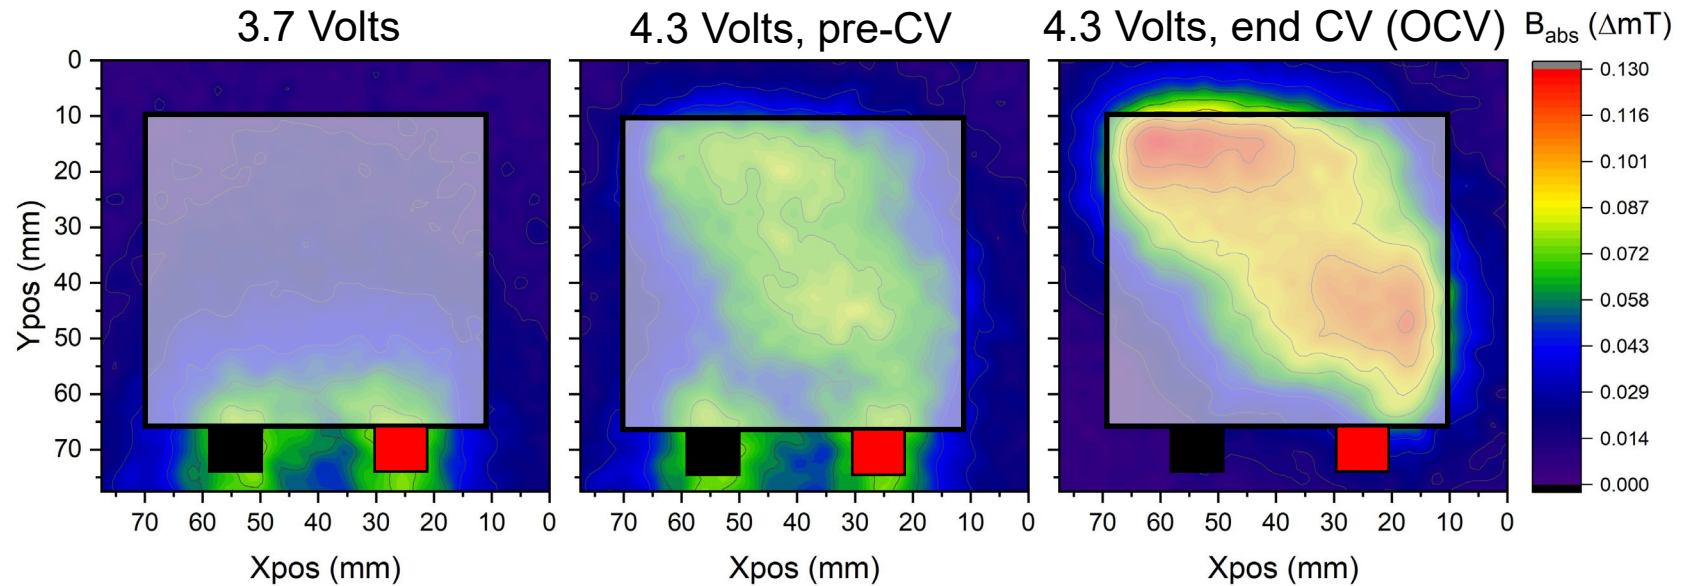 3.7 Volts
4.3 Volts, pre-CV
4.3 Volts, end CV (OCV)
B_abs (ΔmT)
0
10
20
30
40
50
60
70
Ypos (mm)
70 60 50 40 30 20 10 0
70 60 50 40 30 20 10 0
70 60 50 40 30 20 10 0
Xpos (mm)
Xpos (mm)
Xpos (mm)
0.130
0.116
0.101
0.087
0.072
0.058
0.043
0.029
0.014
0.000